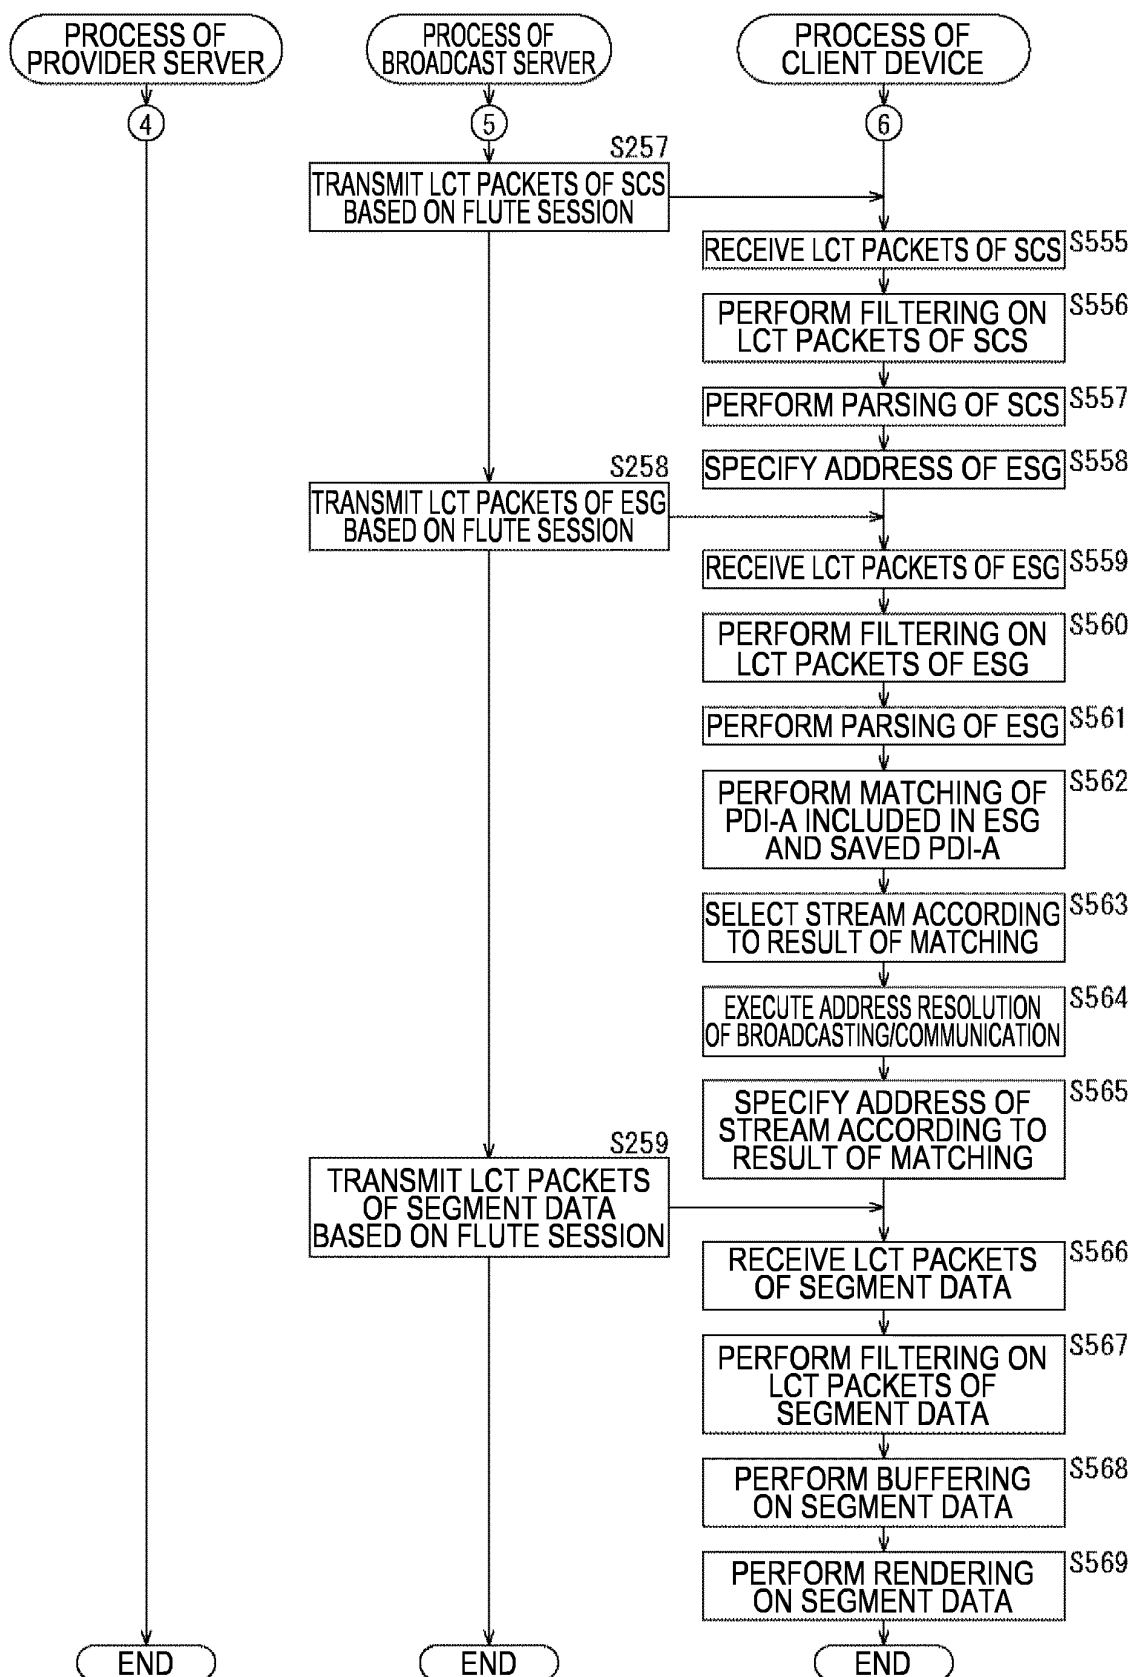 PROCESS OF
PROVIDER SERVER
PROCESS OF
BROADCAST SERVER
PROCESS OF
CLIENT DEVICE
4
5
6
S257
TRANSMIT LCT PACKETS OF SCS
BASED ON FLUTE SESSION
RECEIVE LCT PACKETS OF SCS
S555
PERFORM FILTERING ON
LCT PACKETS OF SCS
S556
PERFORM PARSING OF SCS
S557
SPECIFY ADDRESS OF ESG
S558
S258
TRANSMIT LCT PACKETS OF ESG
BASED ON FLUTE SESSION
RECEIVE LCT PACKETS OF ESG
S559
PERFORM FILTERING ON
LCT PACKETS OF ESG
S560
PERFORM PARSING OF ESG
S561
PERFORM MATCHING OF
PDI-A INCLUDED IN ESG
AND SAVED PDI-A
S562
SELECT STREAM ACCORDING
TO RESULT OF MATCHING
S563
EXECUTE ADDRESS RESOLUTION
OF BROADCASTING/COMMUNICATION
S564
SPECIFY ADDRESS OF
STREAM ACCORDING TO
RESULT OF MATCHING
S565
S259
TRANSMIT LCT PACKETS
OF SEGMENT DATA
BASED ON FLUTE SESSION
RECEIVE LCT PACKETS
OF SEGMENT DATA
S566
PERFORM FILTERING ON
LCT PACKETS OF
SEGMENT DATA
S567
PERFORM BUFFERING
ON SEGMENT DATA
S568
PERFORM RENDERING
ON SEGMENT DATA
S569
END
END
END